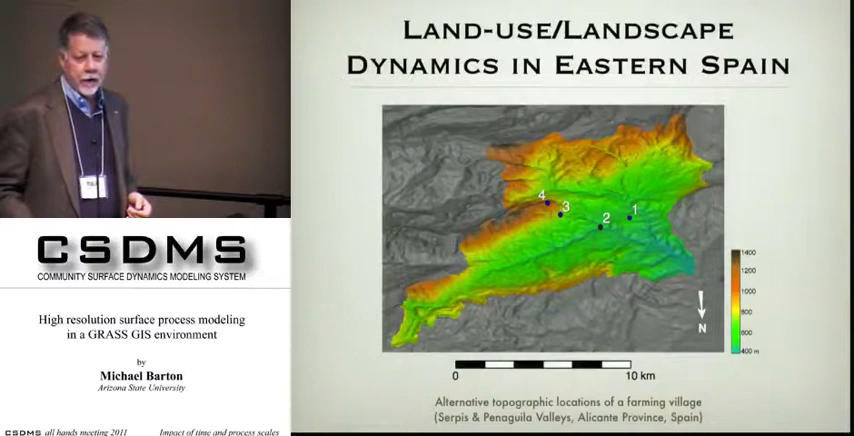 CSDMS
COMMUNITY SURFACE DYNAMICS MODELING SYSTEM
High resolution surface process modeling
in a GRASS GIS environment
by
Michael Barton
Arizona State University
CSDMS all hands meeting 2011
Impact of time and process scales
LAND-USE/LANDSCAPE
DYNAMICS IN EASTERN SPAIN
4
3
2
1
1400
1200
1000
800
600
400 m
N
0
10 km
Alternative topographic locations of a farming village
(Serpis & Penaguila Valleys, Alicante Province, Spain)